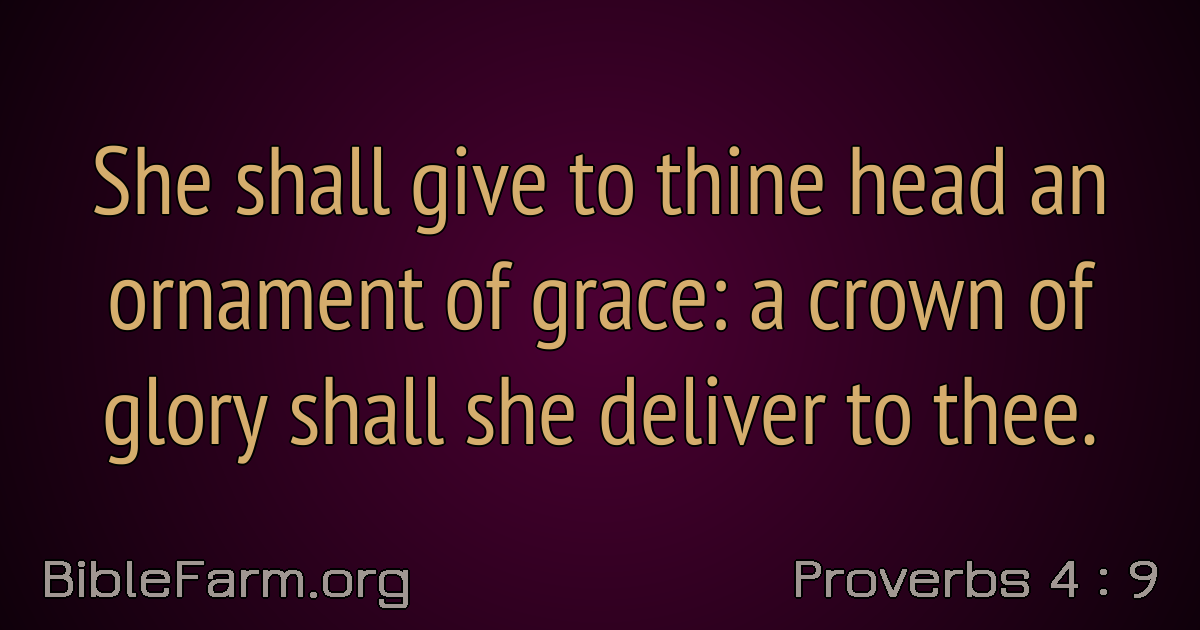 She shall give to thine head an
ornament of grace: a crown of
glory shall she deliver to thee.
BibleFarm.org
Proverbs 4 : 9